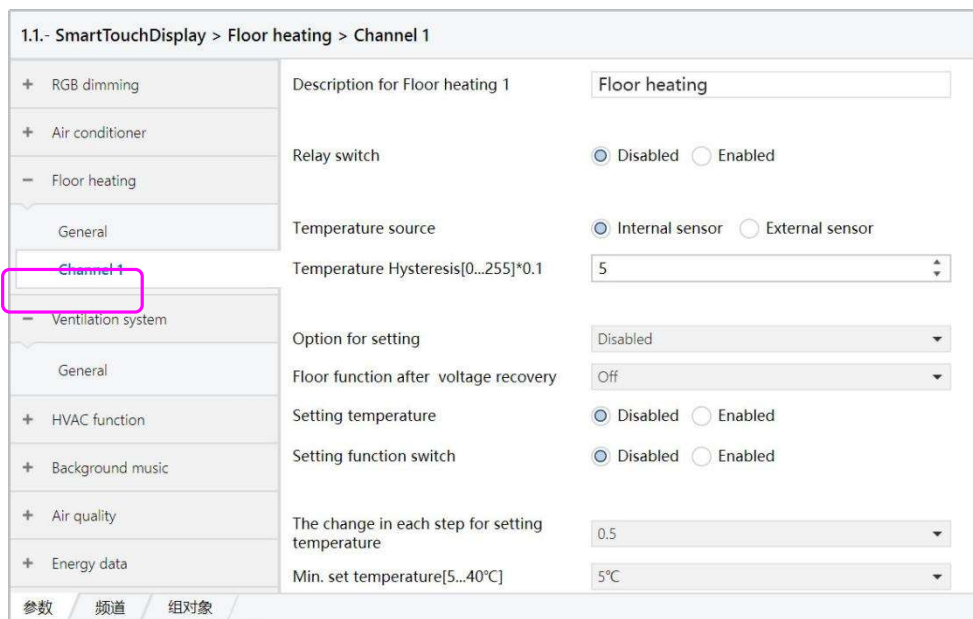 1.1.- SmartTouchDisplay > Floor heating > Channel 1
+ RGB dimming
+ Air conditioner
− Floor heating
General
Channel 1
− Ventilation system
General
+ HVAC function
+ Background music
+ Air quality
+ Energy data
Description for Floor heating 1 Floor heating
Relay switch Disabled Enabled
Temperature source Internal sensor External sensor
Temperature Hysteresis[0...255]*0.1 5
Option for setting Disabled
Floor function after voltage recovery Off
Setting temperature Disabled Enabled
Setting function switch Disabled Enabled
The change in each step for setting
temperature 0.5
Min. set temperature[5...40℃] 5℃
参数 频道 组对象